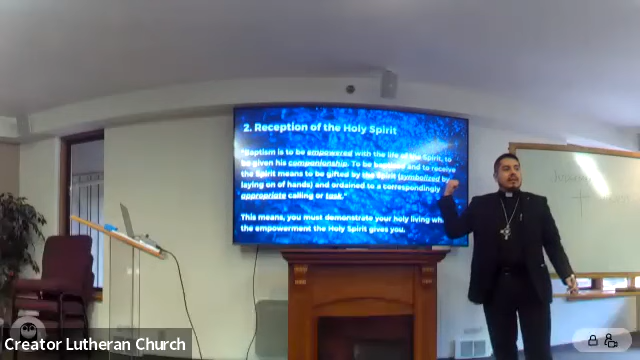 2. Reception of the Holy Spirit
"Baptism is to be empowered with the life of the Spirit, to
be given his companionship. To be baptized and to receive
the Spirit means to be gifted by the Spirit (symbolized by
laying on of hands) and ordained to a correspondingly
appropriate calling or task."
This means, you must demonstrate your holy living
the empowerment the Holy Spirit gives you.
Creator Lutheran Church